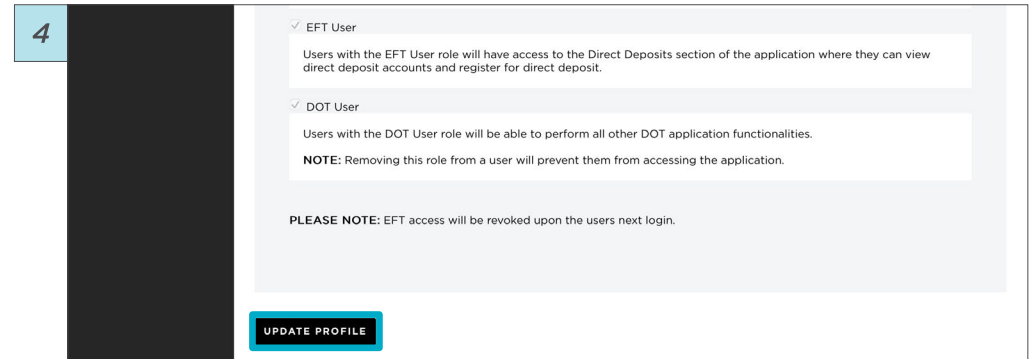 4
EFT User
Users with the EFT User role will have access to the Direct Deposits section of the application where they can view
direct deposit accounts and register for direct deposit.
DOT User
Users with the DOT User role will be able to perform all other DOT application functionalities.
NOTE: Removing this role from a user will prevent them from accessing the application.
PLEASE NOTE: EFT access will be revoked upon the users next login.
UPDATE PROFILE